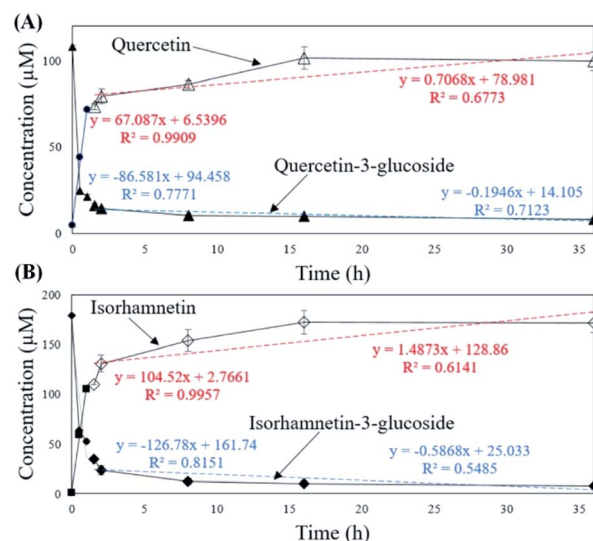 (A)
Concentration (µM)
100
50
0
Quercetin
y = 0.7068x + 78.981
R² = 0.6773
y = 67.087x + 6.5396
R² = 0.9909
y = -86.581x + 94.458
R² = 0.7771
Quercetin-3-glucoside
y = -0.1946x + 14.105
R² = 0.7123
0 5 10 15 20 25 30 35
Time (h)
(B)
Concentration (µM)
200
150
100
50
0
Isorhamnetin
y = 1.4873x + 128.86
R² = 0.6141
y = 104.52x + 2.7661
R² = 0.9957
Isorhamnetin-3-glucoside
y = -126.78x + 161.74
R² = 0.8151
y = -0.5868x + 25.033
R² = 0.5485
0 5 10 15 20 25 30 35
Time (h)